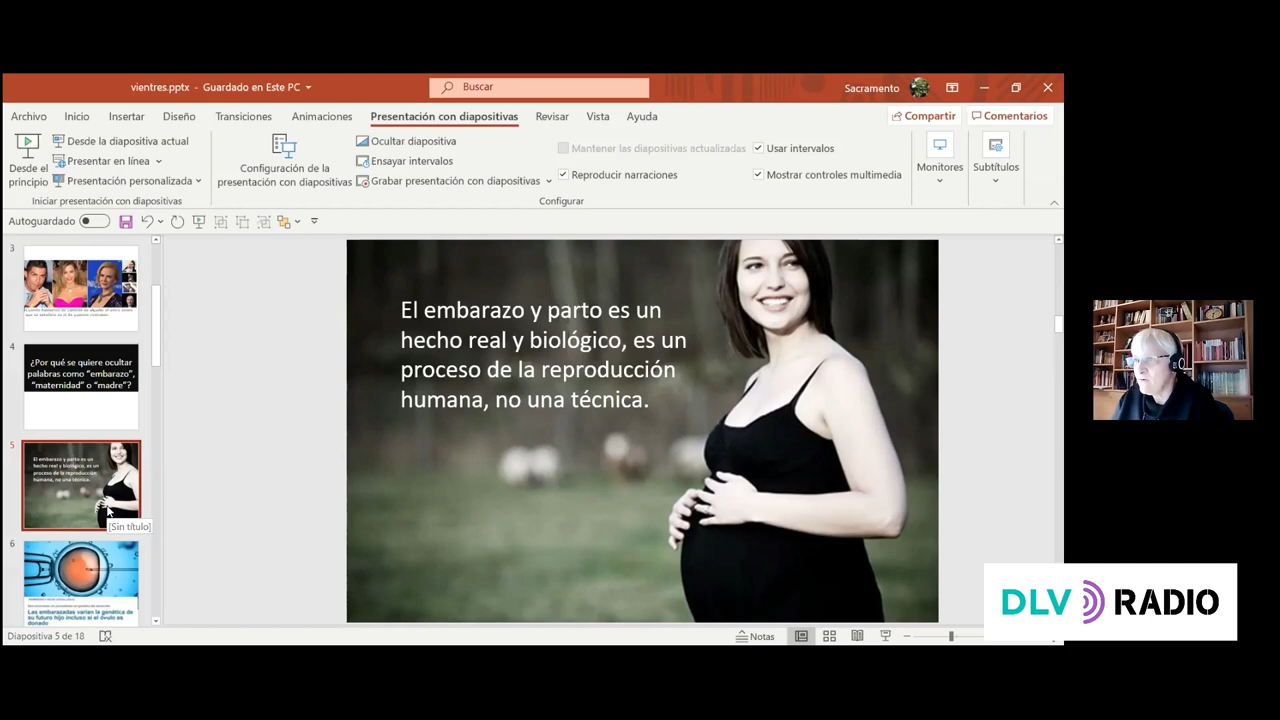 vientres.pptx - Guardado en Este PC
Buscar
Sacramento
Archivo Inicio Insertar Diseño Transiciones Animaciones Presentación con diapositivas Revisar Vista Ayuda Compartir Comentarios
Desde el principio
Desde la diapositiva actual
Presentar en línea
Presentación personalizada
Iniciar presentación con diapositivas
Configuración de la presentación con diapositivas
Ocultar diapositiva
Ensayar intervalos
Grabar presentación con diapositivas
Mantener las diapositivas actualizadas
Reproducir narraciones
Usar intervalos
Mostrar controles multimedia
Configurar
Monitores
Subtítulos
Autoguardado
3
4
¿Por qué se quiere ocultar
palabras como “embarazo”,
“maternidad” o “madre”?
5
El embarazo y parto es un
hecho real y biológico, es un
proceso de la reproducción
humana, no una técnica.
[Sin título]
6
Las embarazadas varían la genética de
su futuro hijo incluso si el óvulo es
donado
El embarazo y parto es un
hecho real y biológico, es un
proceso de la reproducción
humana, no una técnica.
Diapositiva 5 de 18
Notas
DLV RADIO